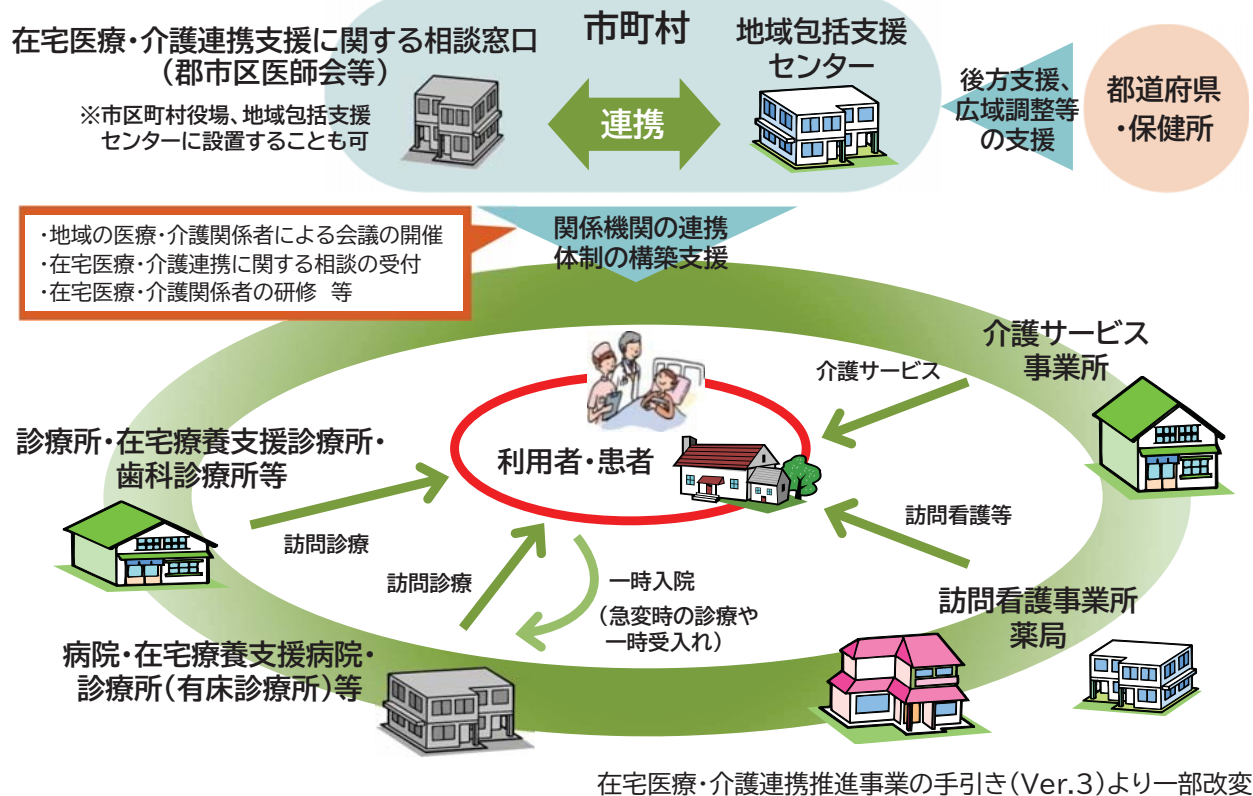 市町村
在宅医療・介護連携支援に関する相談窓口
(郡市区医師会等)
※市区町村役場、地域包括支援
センターに設置することも可
連携
地域包括支援
センター
後方支援、
広域調整等
の支援
都道府県
・保健所
関係機関の連携
体制の構築支援
・地域の医療・介護関係者による会議の開催
・在宅医療・介護連携に関する相談の受付
・在宅医療・介護関係者の研修 等
介護サービス
事業所
介護サービス
利用者・患者
診療所・在宅療養支援診療所・
歯科診療所等
訪問診療
訪問看護等
訪問診療
一時入院
(急変時の診療や
一時受入れ)
訪問看護事業所
薬局
病院・在宅療養支援病院・
診療所(有床診療所)等
在宅医療・介護連携推進事業の手引き(Ver.3)より一部改変